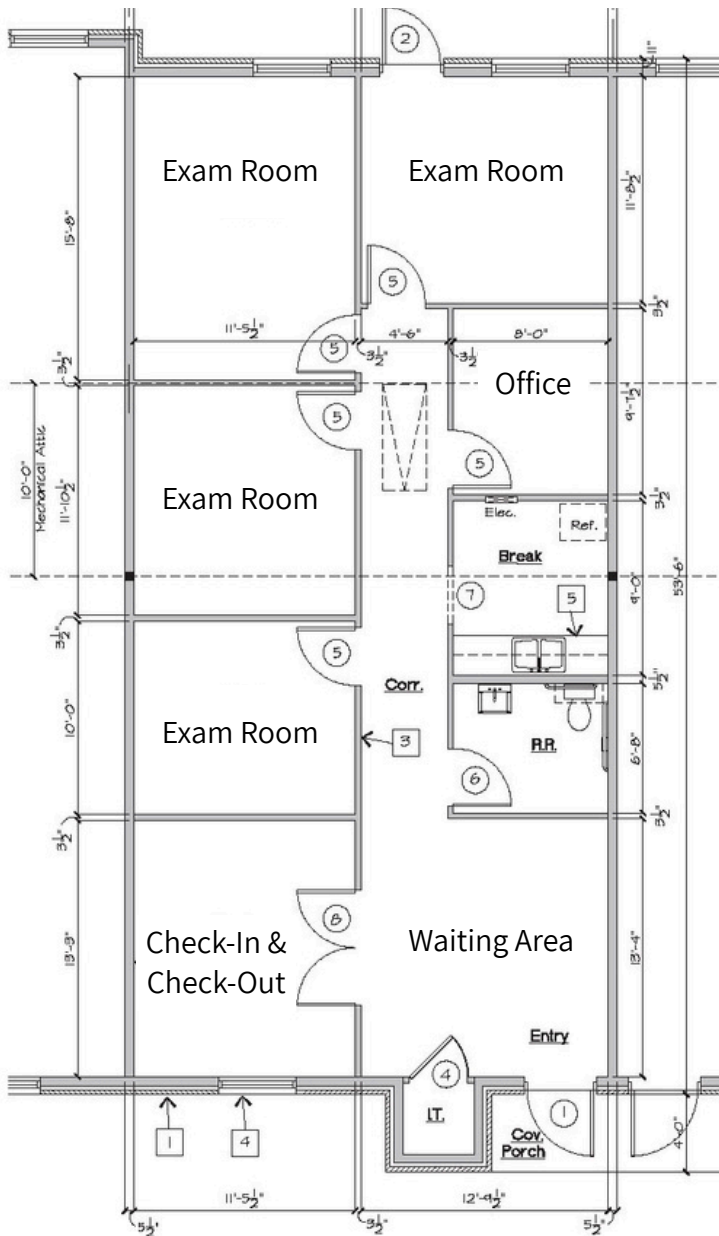 2
11"
Exam Room
Exam Room
15'-8"
11'-8½"
5
11'-5½"
4'-6"
8'-0"
5
3½"
3½"
3½"
3½"
Office
5
9'-7½"
10'-0"
Mechanical Attic
11'-10½"
Exam Room
5
Elec.
Ref.
3½"
Break
53'-6"
7
5
9'-0"
3½"
5
Corr.
5½"
10'-0"
Exam Room
3
R.R.
6'-8"
6
3½"
3½"
8
Check-In &
Check-Out
Waiting Area
13'-3"
13'-4"
Entry
4
I.T.
1
Cov.
Porch
1
4
4'-0"
11'-5½"
12'-9½"
5½'
3½"
5½"